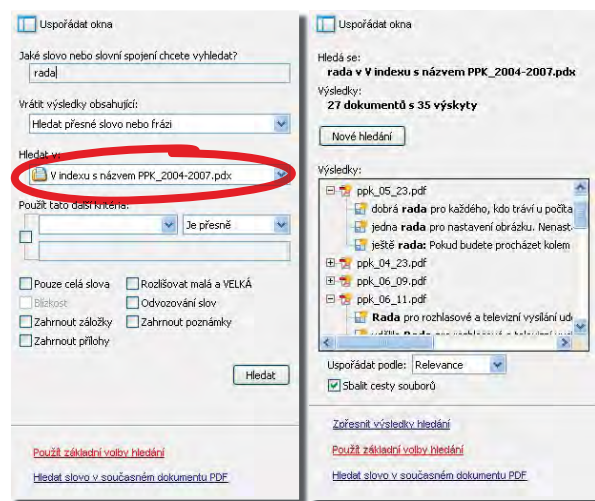 Uspořádat okna
Jaké slovo nebo slovní spojení chcete vyhledat?
rada
Vrátit výsledky obsahující:
Hledat přesné slovo nebo frázi
Hledat v:
V indexu s názvem PPK_2004-2007.pdx
Použít tato další kritéria:
Je přesně
Pouze celá slova
Rozlišovat malá a VELKÁ
Blízkost
Odvozování slov
Zahrnout záložky
Zahrnout poznámky
Zahrnout přílohy
Hledat
Použít základní volby hledání
Hledat slovo v současném dokumentu PDF
Uspořádat okna
Hledá se:
rada v V indexu s názvem PPK_2004-2007.pdx
Výsledky:
27 dokumentů s 35 výskyty
Nové hledání
Výsledky:
ppk_05_23.pdf
dobrá rada pro každého, kdo tráví u počíta
jedna rada pro nastavení obrázku. Nenast
ještě rada: Pokud budete procházet kolem
ppk_04_23.pdf
ppk_06_09.pdf
ppk_06_11.pdf
Rada pro rozhlasové a televizní vysílání udě
Uspořádat podle: Relevance
Sbalit cesty souborů
Zpřesnit výsledky hledání
Použít základní volby hledání
Hledat slovo v současném dokumentu PDF